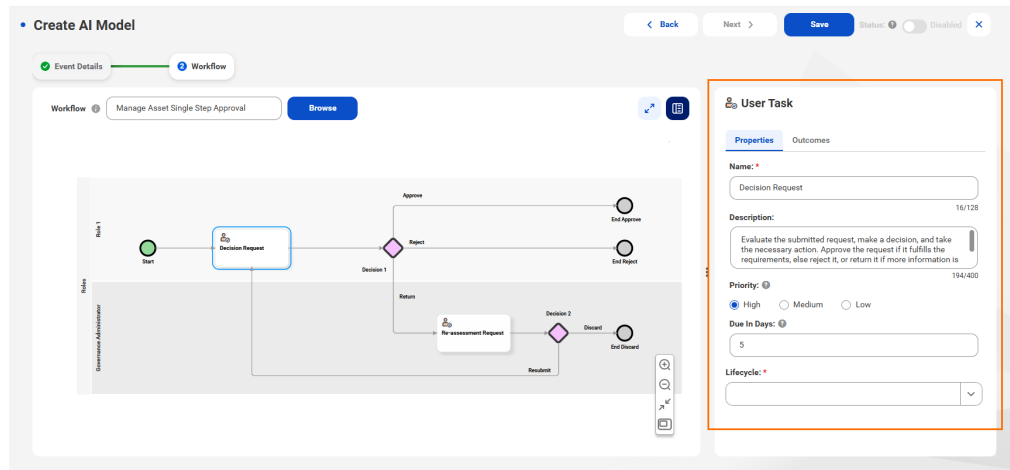 Create AI Model
Back
Next
Save
Status:
Disabled
Event Details
2 Workflow
Workflow
Manage Asset Single Step Approval
Browse
Roles
Role 1
Governance Administrator
Start
Decision Request
Decision 1
Approve
Reject
Return
End Approve
End Reject
Re-assessment Request
Decision 2
Discard
End Discard
Resubmit
User Task
Properties
Outcomes
Name: *
Decision Request
16/128
Description:
Evaluate the submitted request, make a decision, and take
the necessary action. Approve the request if it fulfills the
requirements, else reject it, or return it if more information is
194/400
Priority:
High
Medium
Low
Due In Days:
5
Lifecycle: *